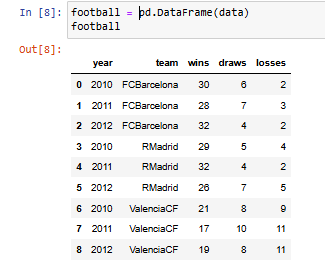 In [8]: football = pd.DataFrame(data)
football
Out[8]:
year team wins draws losses
0 2010 FCBarcelona 30 6 2
1 2011 FCBarcelona 28 7 3
2 2012 FCBarcelona 32 4 2
3 2010 RMadrid 29 5 4
4 2011 RMadrid 32 4 2
5 2012 RMadrid 26 7 5
6 2010 ValenciaCF 21 8 9
7 2011 ValenciaCF 17 10 11
8 2012 ValenciaCF 19 8 11